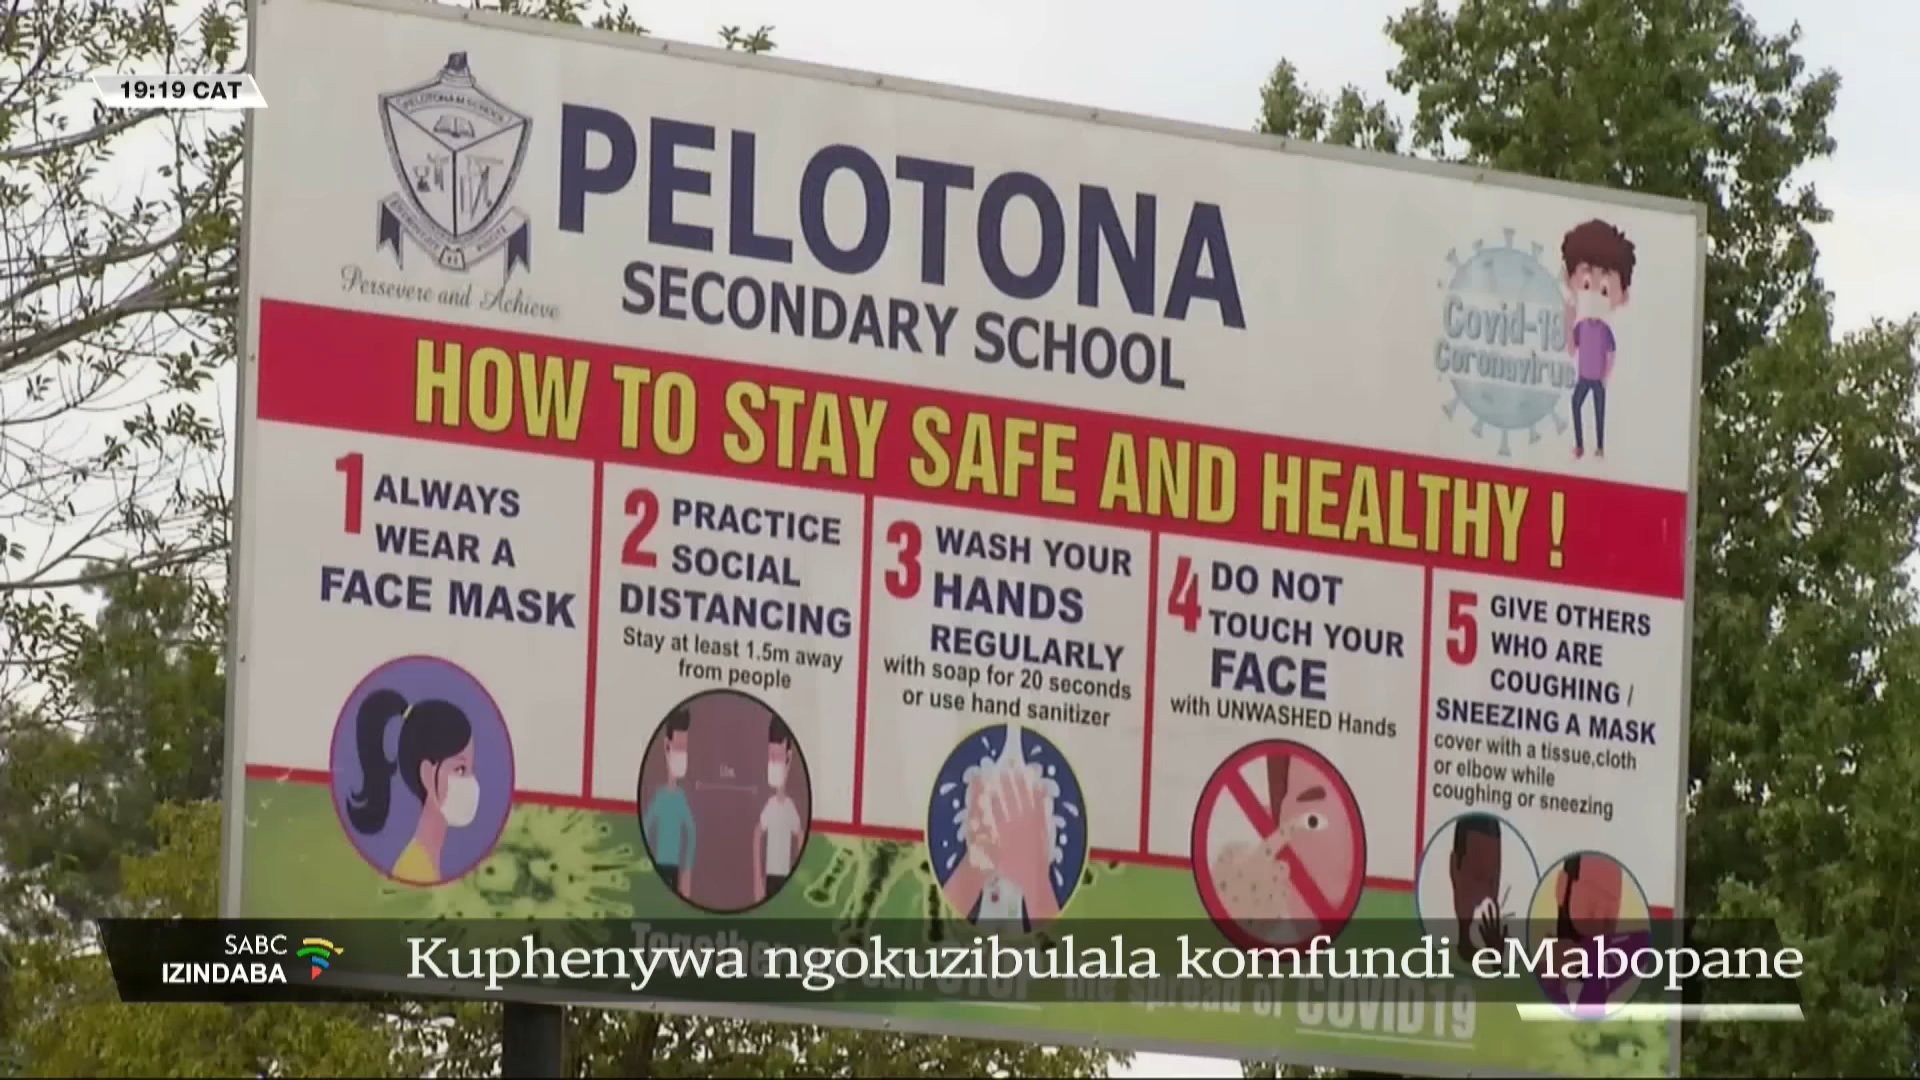 19:19 CAT
PELOTONA
SECONDARY SCHOOL
Persevere and Achieve
Covid-19
Coronavirus
HOW TO STAY SAFE AND HEALTHY !
1 ALWAYS
WEAR A
FACE MASK
2 PRACTICE
SOCIAL
DISTANCING
Stay at least 1.5m away
from people
3 WASH YOUR
HANDS
REGULARLY
with soap for 20 seconds
or use hand sanitizer
4 DO NOT
TOUCH YOUR
FACE
with UNWASHED Hands
5 GIVE OTHERS
WHO ARE
COUGHING /
SNEEZING A MASK
cover with a tissue,cloth
or elbow while
coughing or sneezing
SABC
IZINDABA
Kuphenywa ngokuzibulala komfundi eMabopane
the spread of COVID19